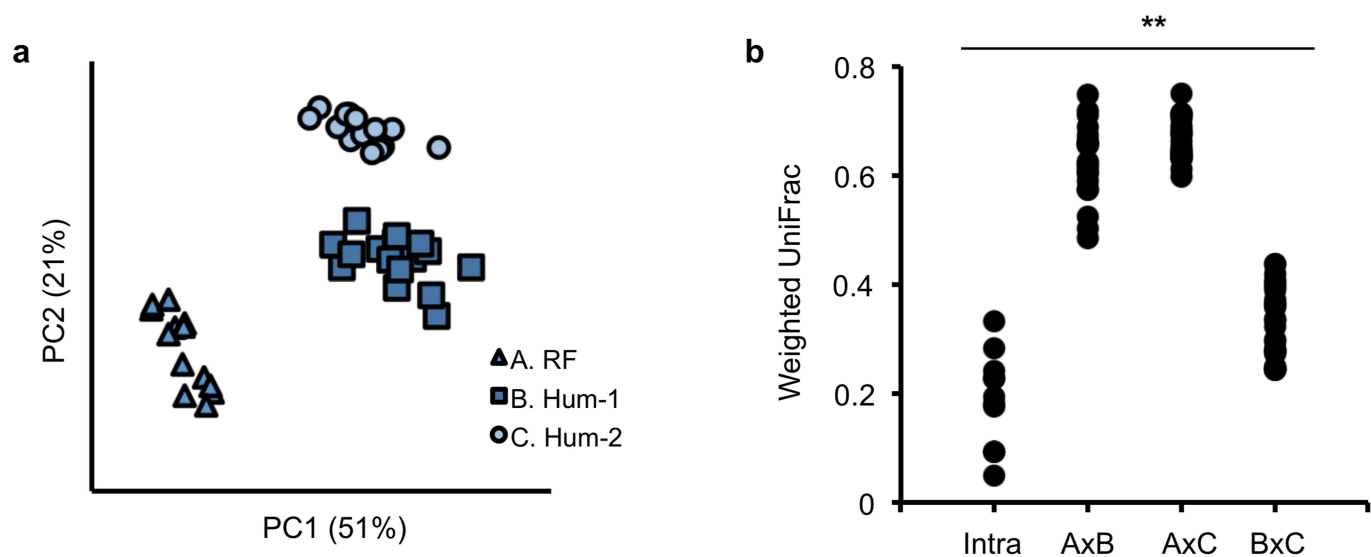 a
PC2 (21%)
PC1 (51%)
A. RF
B. Hum-1
C. Hum-2
b
**
Weighted UniFrac
0.8
0.6
0.4
0.2
0
Intra AxB AxC BxC